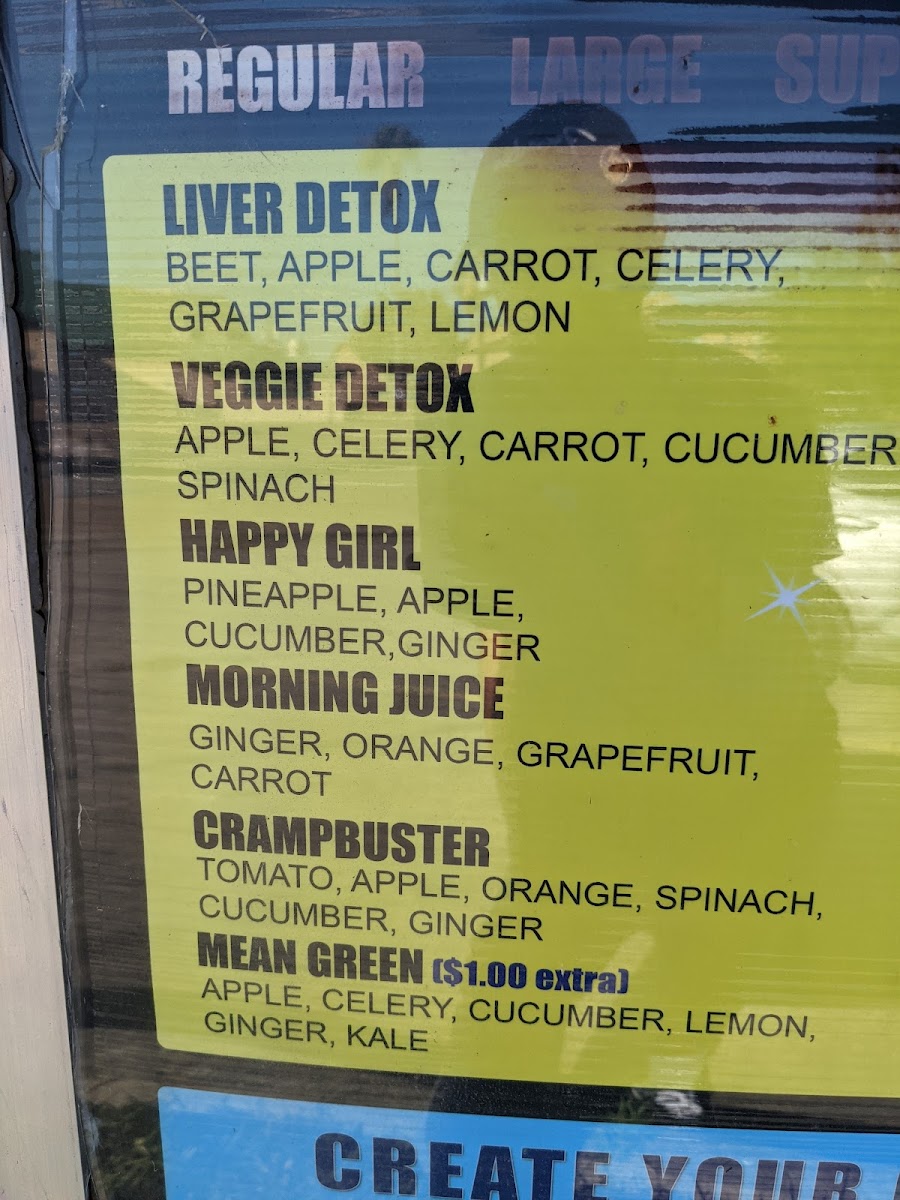 REGULAR LARGE SUP
LIVER DETOX
BEET, APPLE, CARROT, CELERY,
GRAPEFRUIT, LEMON
VEGGIE DETOX
APPLE, CELERY, CARROT, CUCUMBER
SPINACH
HAPPY GIRL
PINEAPPLE, APPLE,
CUCUMBER,GINGER
MORNING JUICE
GINGER, ORANGE, GRAPEFRUIT,
CARROT
CRAMPBUSTER
TOMATO, APPLE, ORANGE, SPINACH,
CUCUMBER, GINGER
MEAN GREEN ($1.00 extra)
APPLE, CELERY, CUCUMBER, LEMON,
GINGER, KALE
CREATE YOUR